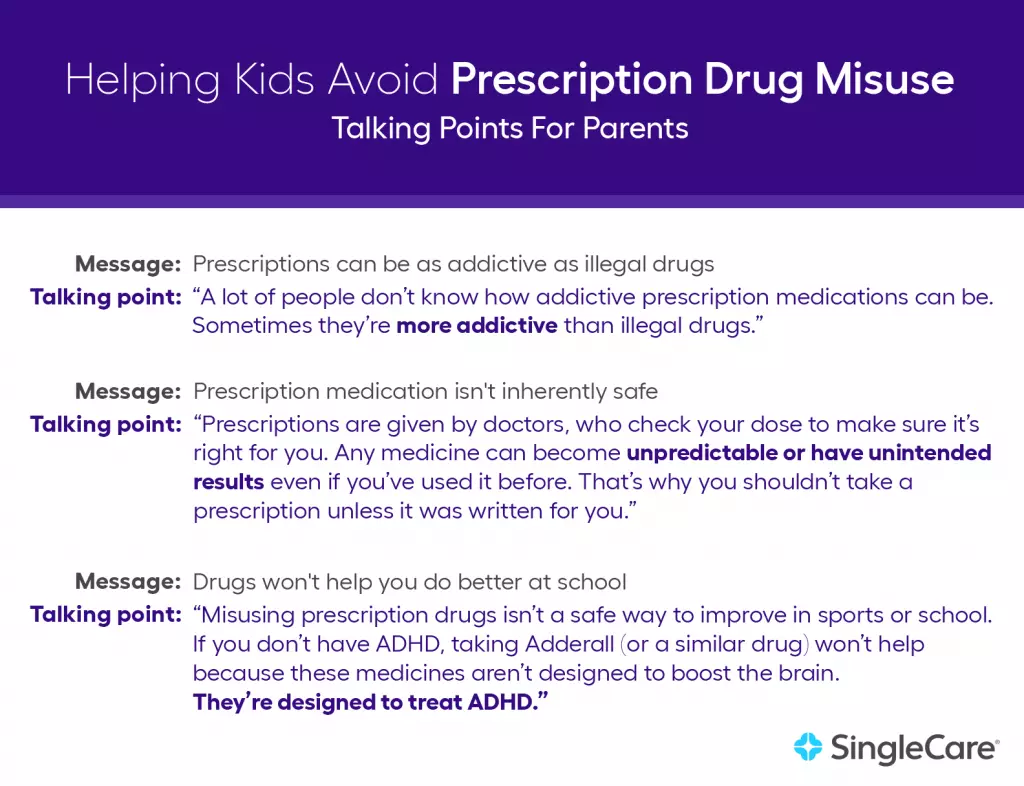 Helping Kids Avoid Prescription Drug Misuse
Talking Points For Parents
Message: Prescriptions can be as addictive as illegal drugs
Talking point: “A lot of people don’t know how addictive prescription medications can be.
Sometimes they’re more addictive than illegal drugs.”
Message: Prescription medication isn't inherently safe
Talking point: “Prescriptions are given by doctors, who check your dose to make sure it’s
right for you. Any medicine can become unpredictable or have unintended
results even if you’ve used it before. That’s why you shouldn’t take a
prescription unless it was written for you.”
Message: Drugs won't help you do better at school
Talking point: “Misusing prescription drugs isn’t a safe way to improve in sports or school.
If you don’t have ADHD, taking Adderall (or a similar drug) won’t help
because these medicines aren’t designed to boost the brain.
They’re designed to treat ADHD.”
SingleCare®